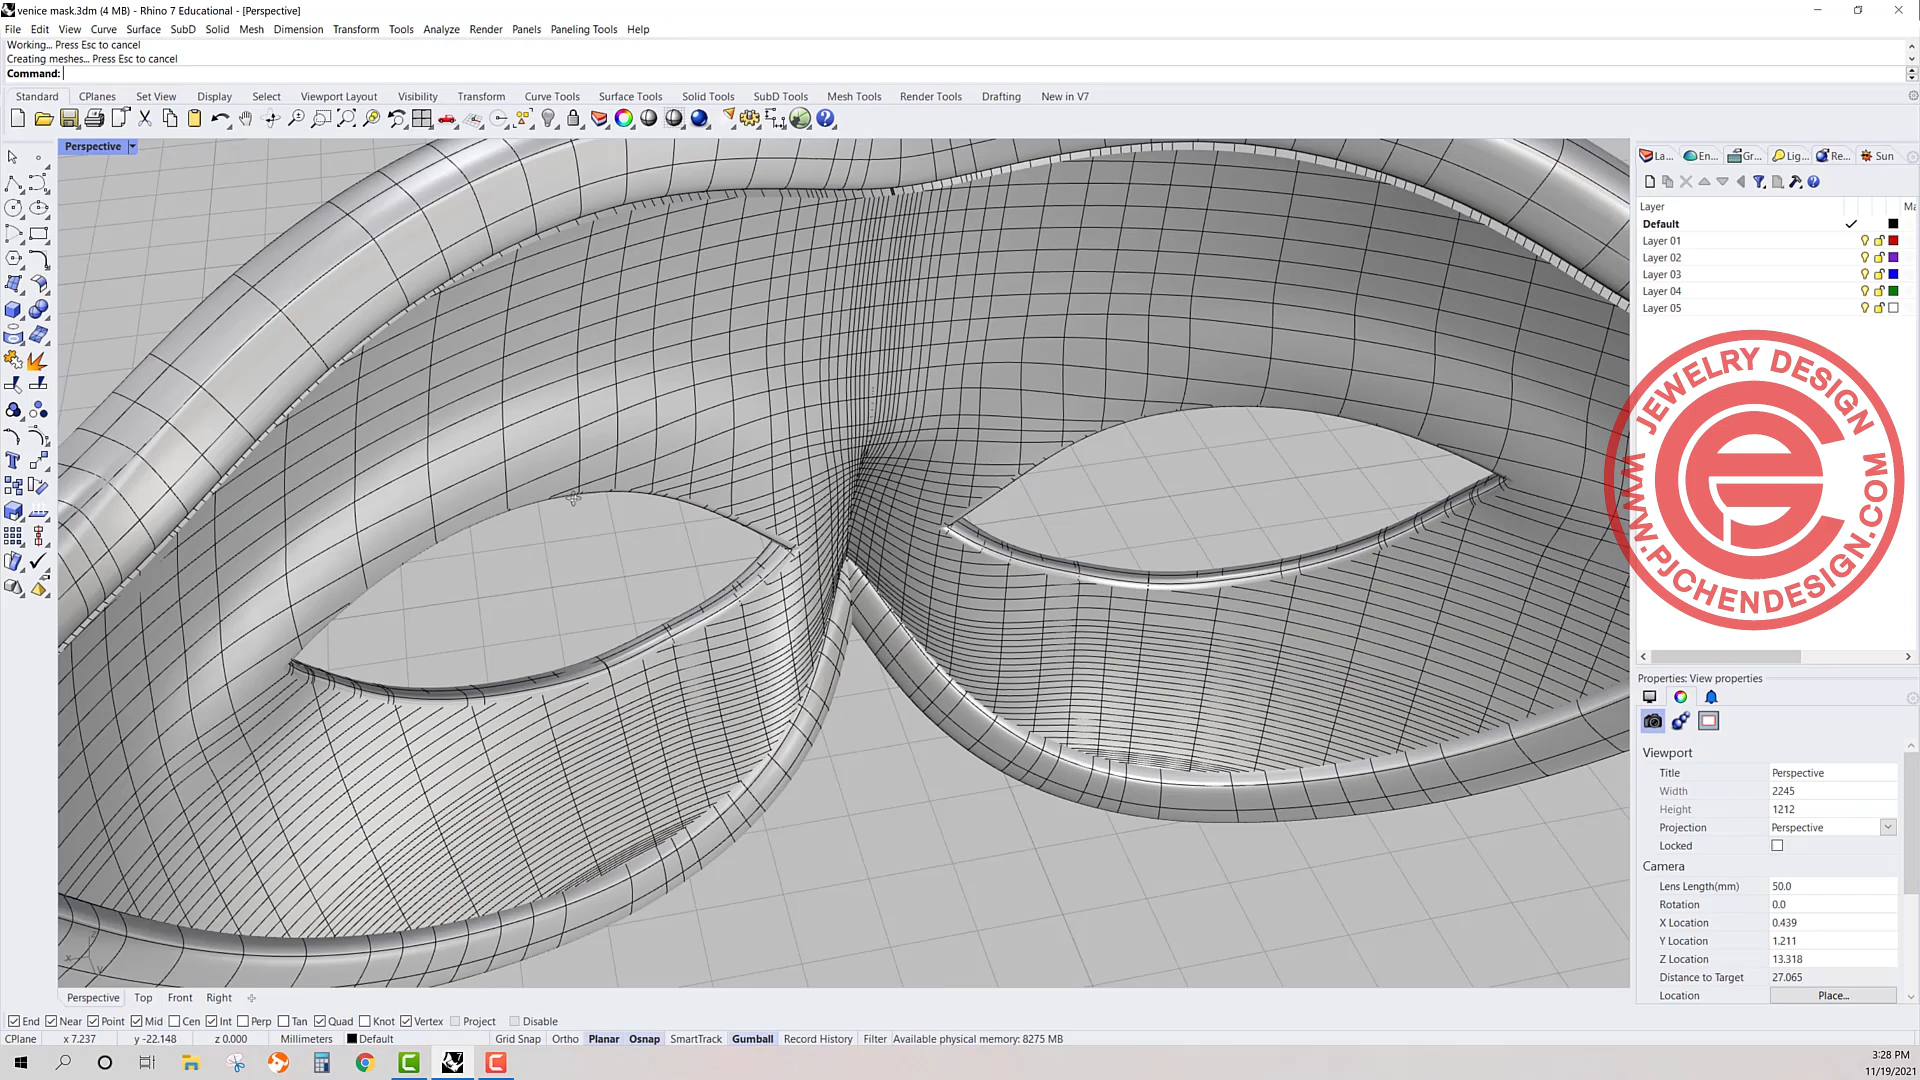 venice mask.3dm (4 MB) - Rhino 7 Educational - [Perspective]
File Edit View Curve Surface SubD Solid Mesh Dimension Transform Tools Analyze Render Panels Paneling Tools Help
Working... Press Esc to cancel
Creating meshes... Press Esc to cancel
Command:
Standard CPlanes Set View Display Select Viewport Layout Visibility Transform Curve Tools Surface Tools Solid Tools SubD Tools Mesh Tools Render Tools Drafting New in V7
Perspective
La... En... Gr... Lig... Re... Sun
Layer Ma
Default
Layer 01
Layer 02
Layer 03
Layer 04
Layer 05
JEWELRY DESIGN
WWW.PJCHENDESIGN.COM
Properties: View properties
Viewport
Title Perspective
Width 2245
Height 1212
Projection Perspective
Locked
Camera
Lens Length(mm) 50.0
Rotation 0.0
X Location 0.439
Y Location 1.211
Z Location 13.318
Distance to Target 27.065
Location Place...
Perspective Top Front Right
End Near Point Mid Cen Int Perp Tan Quad Knot Vertex Project Disable
CPlane x 7.237 y -22.148 z 0.000 Millimeters Default Grid Snap Ortho Planar Osnap SmartTrack Gumball Record History Filter Available physical memory: 8275 MB
3:28 PM
11/19/2021